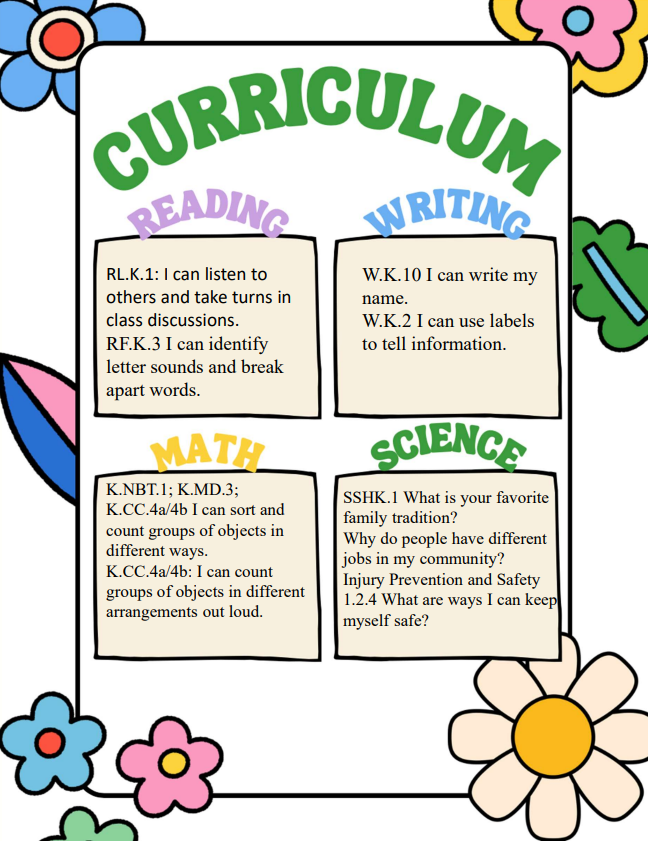 CURRICULUM
READING
RL.K.1: I can listen to
others and take turns in
class discussions.
RF.K.3 I can identify
letter sounds and break
apart words.
WRITING
W.K.10 I can write my
name.
W.K.2 I can use labels
to tell information.
MATH
K.NBT.1; K.MD.3;
K.CC.4a/4b I can sort and
count groups of objects in
different ways.
K.CC.4a/4b: I can count
groups of objects in different
arrangements out loud.
SCIENCE
SSHK.1 What is your favorite
family tradition?
Why do people have different
jobs in my community?
Injury Prevention and Safety
1.2.4 What are ways I can keep
myself safe?